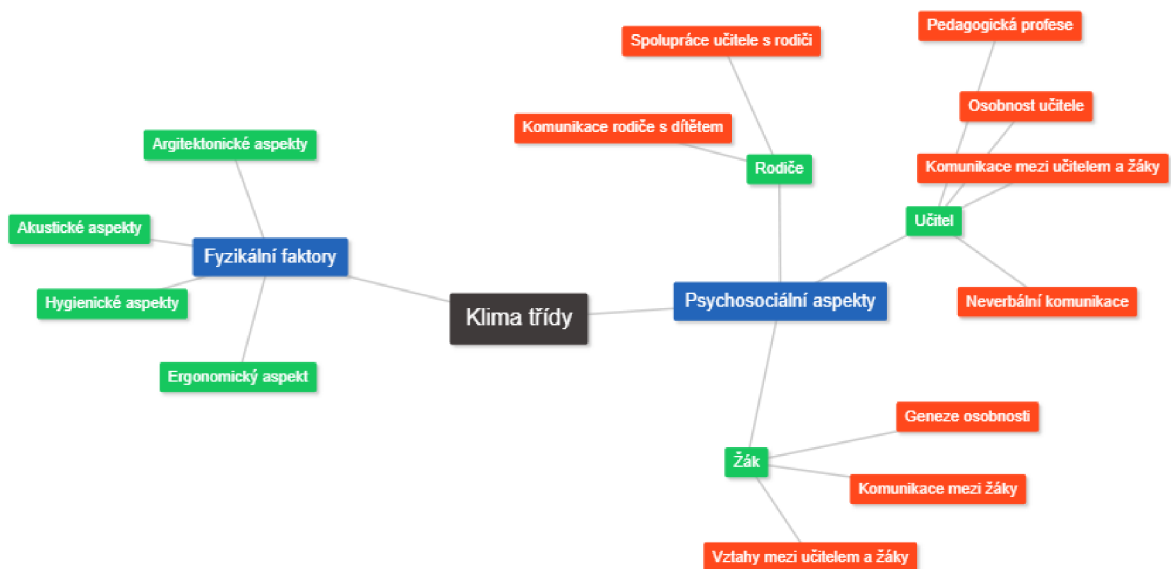 Pedagogická profese
Spolupráce učitele s rodiči
Osobnost učitele
Komunikace rodiče s dítětem
Argitektonické aspekty
Rodiče
Komunikace mezi učitelem a žáky
Učitel
Akustické aspekty
Fyzikální faktory
Hygienické aspekty
Psychosociální aspekty
Neverbální komunikace
Klima třídy
Ergonomický aspekt
Geneze osobnosti
Žák
Komunikace mezi žáky
Vztahy mezi učitelem a žáky